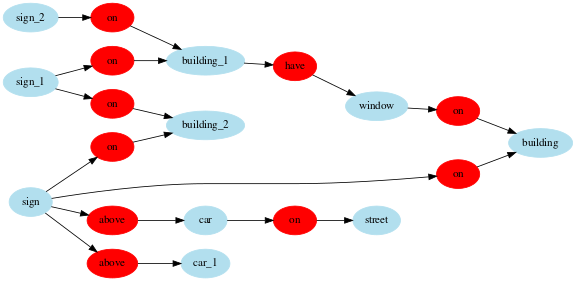 sign_2 on
sign_1 on building_1 have
on building_2 window on
on building
sign on
above car on street
above car_1